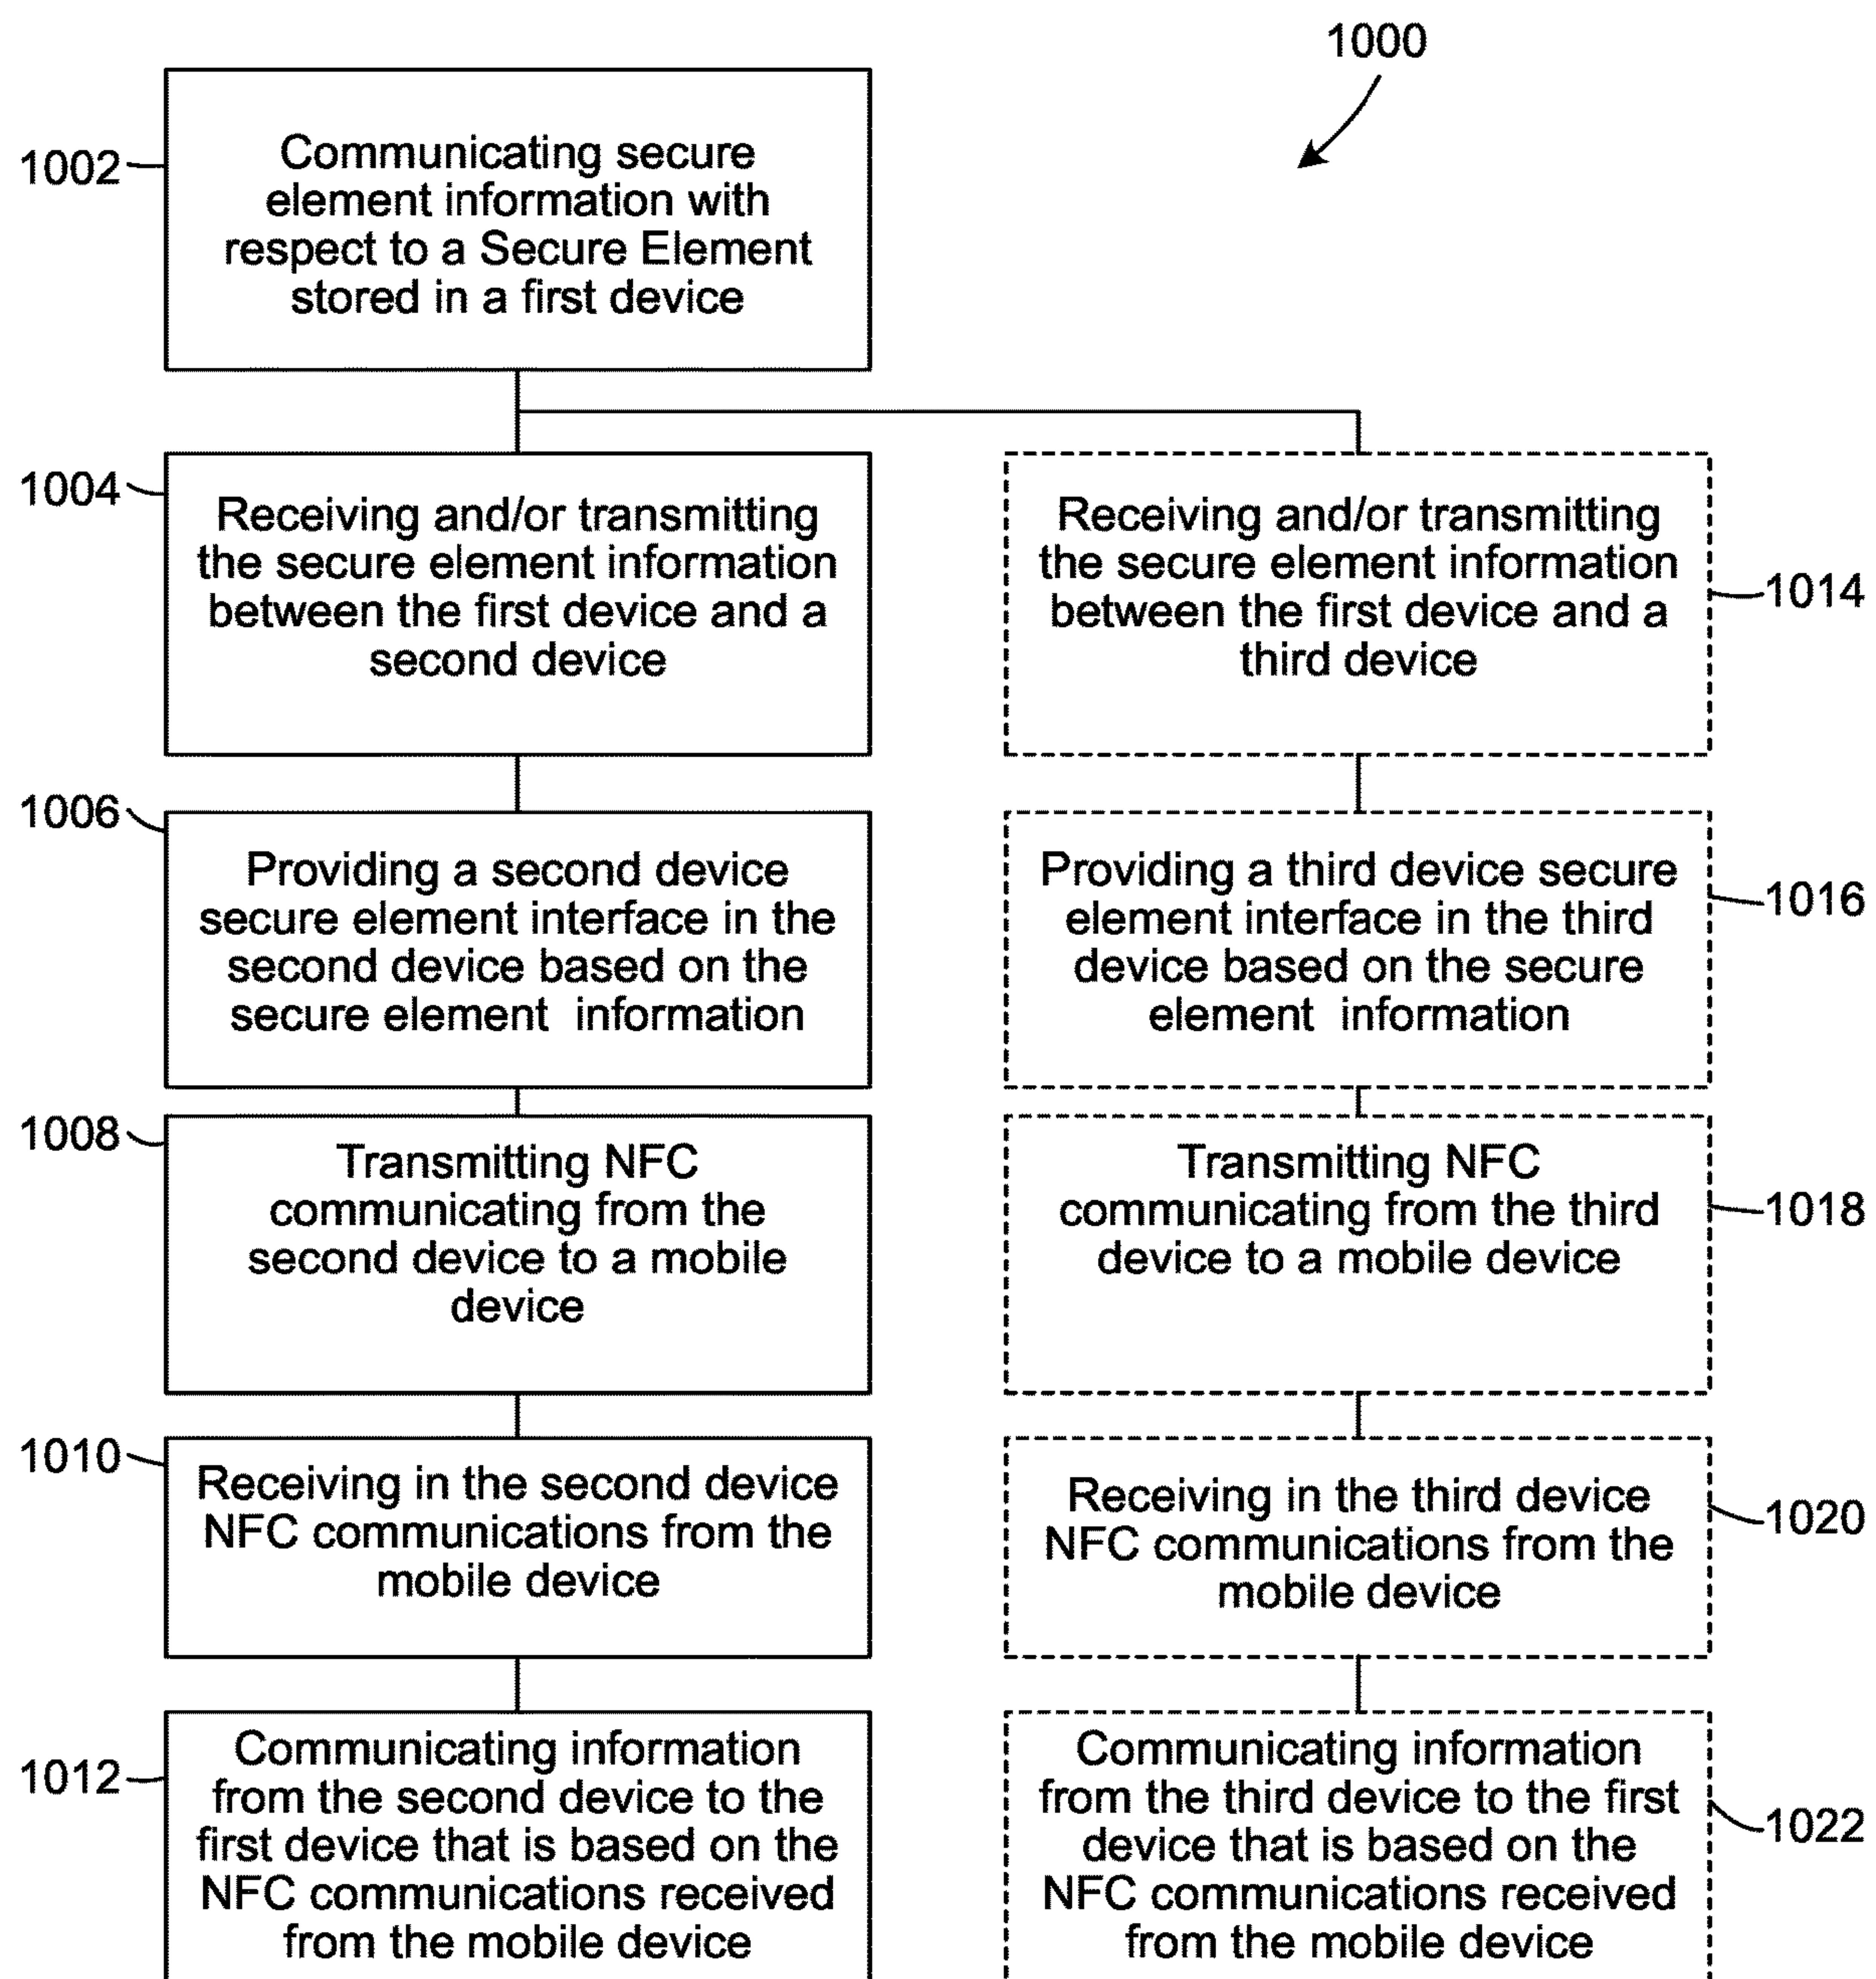 1000
1002
Communicating secure
element information with
respect to a Secure Element
stored in a first device
1004
Receiving and/or transmitting
the secure element information
between the first device and a
second device
1006
Providing a second device
secure element interface in the
second device based on the
secure element information
1008
Transmitting NFC
communicating from the
second device to a mobile
device
1010
Receiving in the second device
NFC communications from the
mobile device
1012
Communicating information
from the second device to the
first device that is based on the
NFC communications received
from the mobile device
Receiving and/or transmitting
the secure element information
between the first device and a
third device
1014
Providing a third device secure
element interface in the third
device based on the secure
element information
1016
Transmitting NFC
communicating from the third
device to a mobile device
1018
Receiving in the third device
NFC communications from the
mobile device
1020
Communicating information
from the third device to the first
device that is based on the
NFC communications received
from the mobile device
1022